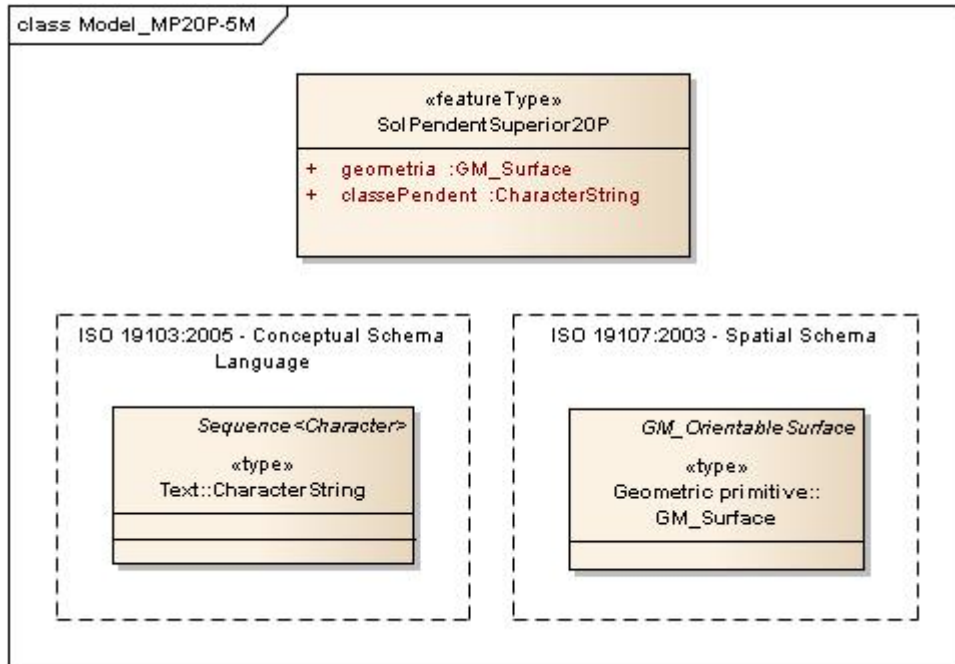 class Model_MP20P-5M
«featureType»
SolPendentSuperior20P
+ geometria :GM_Surface
+ classePendent :CharacterString
ISO 19103:2005 - Conceptual Schema
Language
Sequence<Character>
«type»
Text::CharacterString
ISO 19107:2003 - Spatial Schema
GM_OrientableSurface
«type»
Geometric primitive::
GM_Surface